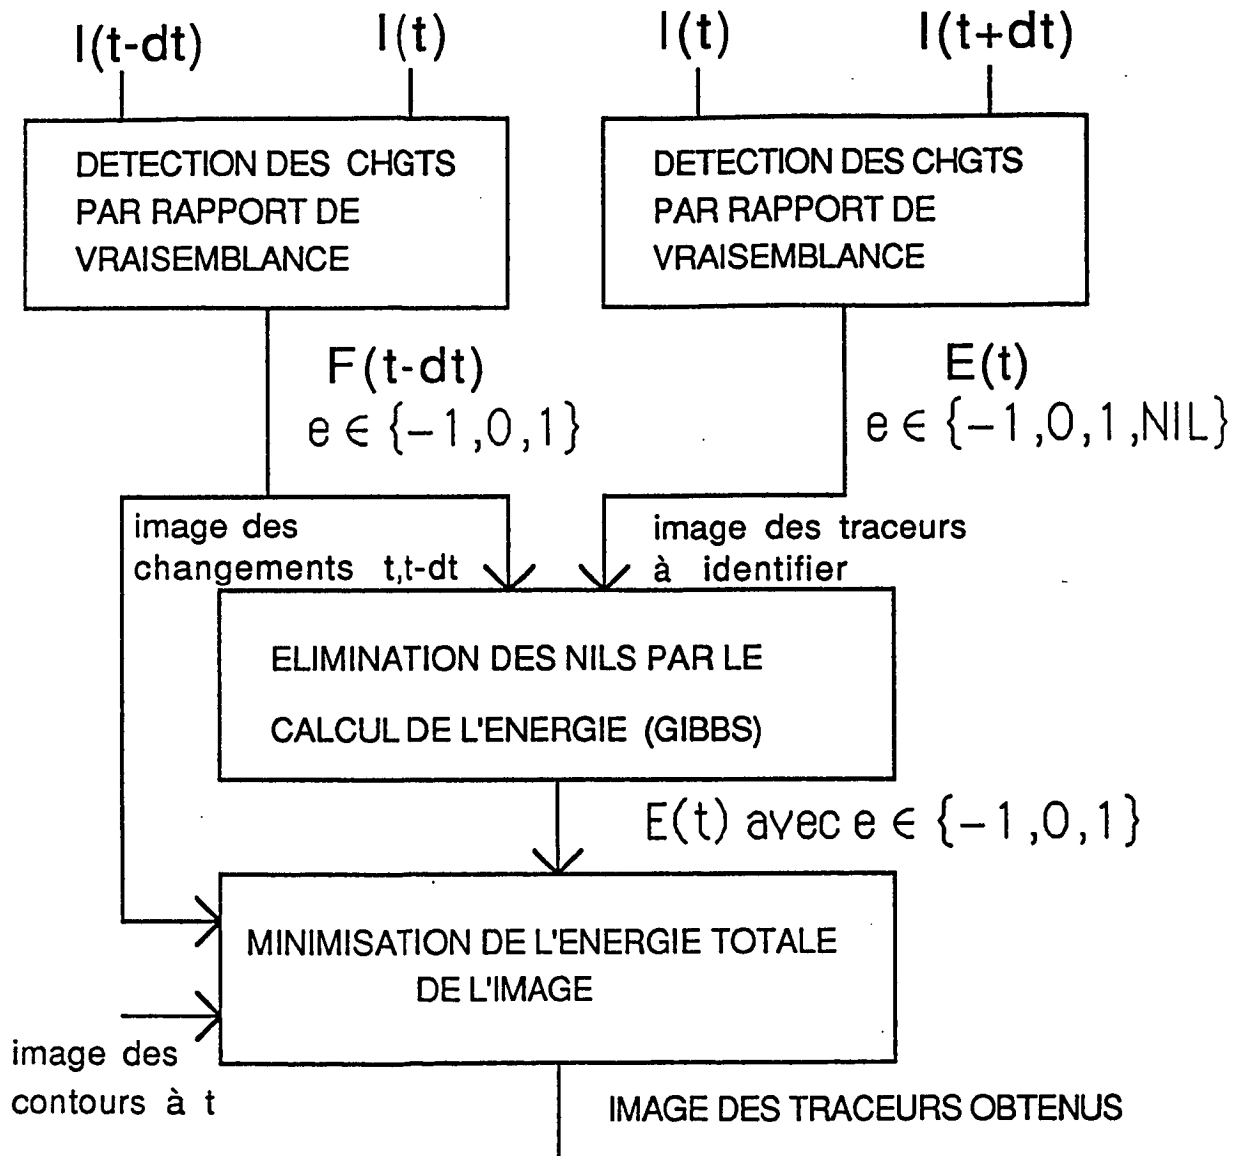 I(t-dt) I(t) I(t) I(t+dt)
DETECTION DES CHGTS
PAR RAPPORT DE
VRAISEMBLANCE
DETECTION DES CHGTS
PAR RAPPORT DE
VRAISEMBLANCE
F(t-dt)
e ∈ {-1,0,1}
E(t)
e ∈ {-1,0,1,NIL}
image des
changements t,t-dt
image des traceurs
à identifier
ELIMINATION DES NILS PAR LE
CALCUL DE L'ENERGIE (GIBBS)
E(t) avec e ∈ {-1,0,1}
MINIMISATION DE L'ENERGIE TOTALE
DE L'IMAGE
image des
contours à t
IMAGE DES TRACEURS OBTENUS